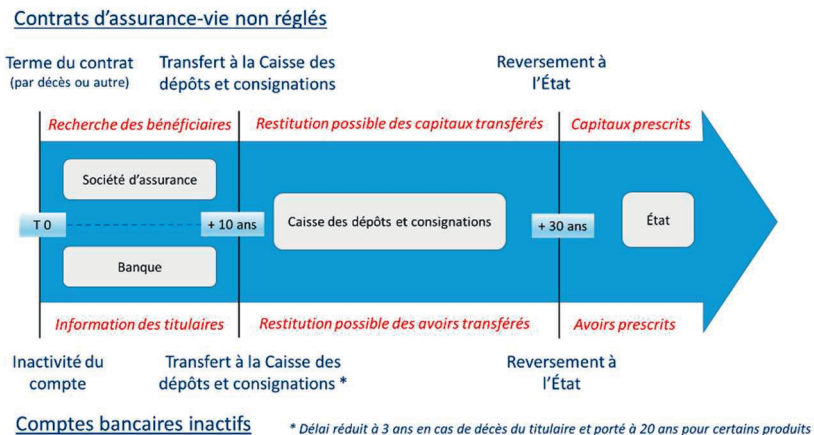 Contrats d'assurance-vie non réglés
Terme du contrat
(par décès ou autre)
Transfert à la Caisse des
dépôts et consignations
Reversement à
l'État
Recherche des bénéficiaires
Restitution possible des capitaux transférés
Capitaux prescrits
Société d'assurance
T 0
+ 10 ans
Caisse des dépôts et consignations
+ 30 ans
État
Banque
Information des titulaires
Restitution possible des avoirs transférés
Avoirs prescrits
Inactivité du
compte
Transfert à la Caisse des
dépôts et consignations *
Reversement à
l'État
Comptes bancaires inactifs
* Délai réduit à 3 ans en cas de décès du titulaire et porté à 20 ans pour certains produits